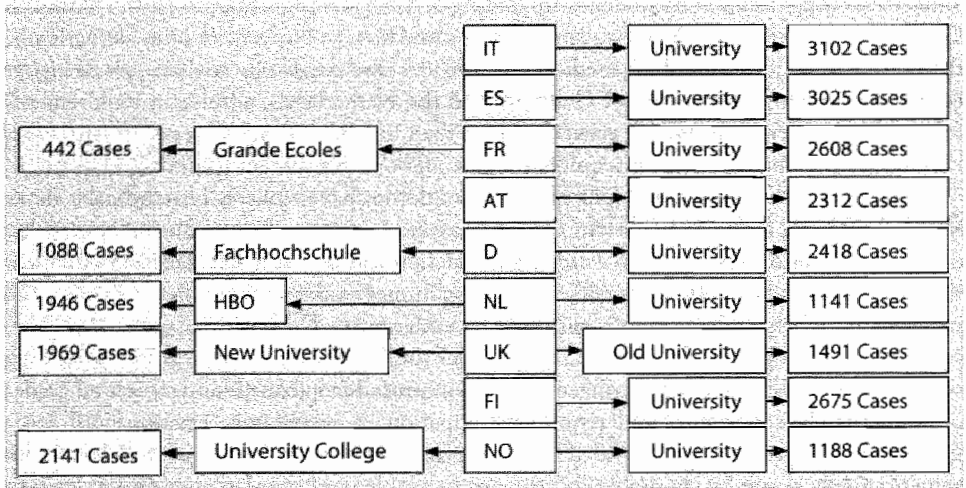 IT University 3102 Cases
ES University 3025 Cases
442 Cases Grande Ecoles FR University 2608 Cases
AT University 2312 Cases
1088 Cases Fachhochschule D University 2418 Cases
1946 Cases HBO NL University 1141 Cases
1969 Cases New University UK Old University 1491 Cases
FI University 2675 Cases
2141 Cases University College NO University 1188 Cases